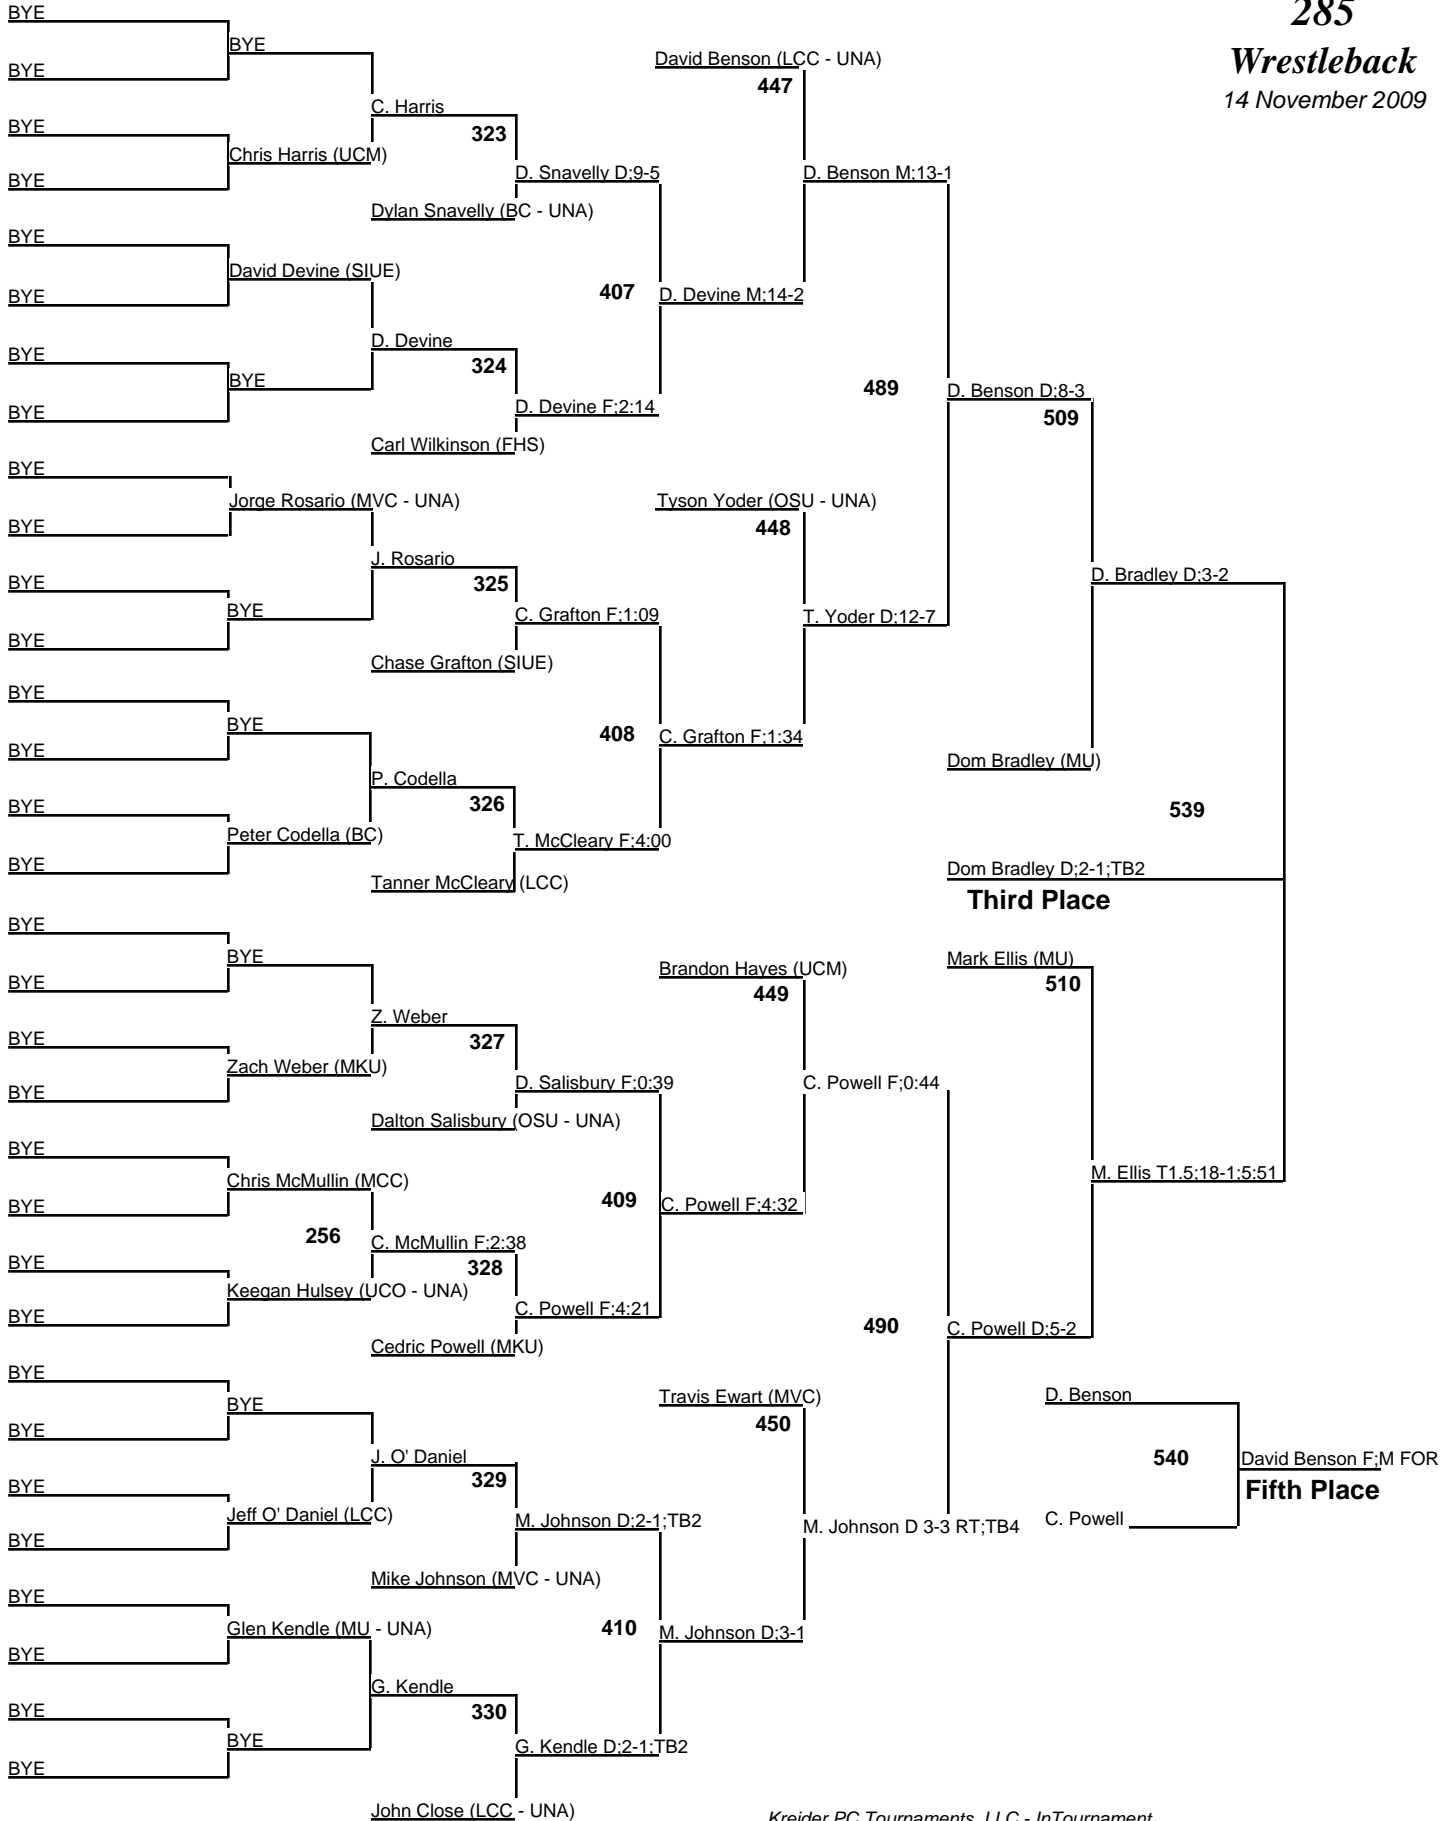 285
Wrestleback
14 November 2009
BYE
BYE
BYE
David Benson (LCC - UNA)
447
BYE
C. Harris
323
BYE
Chris Harris (UCM)
D. Snavelly D;9-5
D. Benson M;13-1
BYE
Dylan Snavelly (BC - UNA)
BYE
David Devine (SIUE)
407
D. Devine M;14-2
BYE
D. Devine
324
BYE
BYE
489
D. Benson D;8-3
509
BYE
D. Devine F;2:14
Carl Wilkinson (FHS)
BYE
Jorge Rosario (MVC - UNA)
Tyson Yoder (OSU - UNA)
448
BYE
J. Rosario
325
D. Bradley D;3-2
BYE
BYE
C. Grafton F;1:09
T. Yoder D;12-7
BYE
Chase Grafton (SIUE)
BYE
BYE
408
C. Grafton F;1:34
BYE
Dom Bradley (MU)
P. Codella
326
539
BYE
Peter Codella (BC)
T. McCleary F;4:00
BYE
Dom Bradley D;2-1;TB2
Tanner McCleary (LCC)
Third Place
BYE
BYE
Brandon Hayes (UCM)
449
Mark Ellis (MU)
510
BYE
Z. Weber
327
BYE
Zach Weber (MKU)
D. Salisbury F;0:39
C. Powell F;0:44
BYE
Dalton Salisbury (OSU - UNA)
BYE
Chris McMullin (MCC)
M. Ellis T1.5;18-1;5:51
409
C. Powell F;4:32
BYE
256
C. McMullin F;2:38
328
BYE
Keegan Hulsey (UCO - UNA)
C. Powell F;4:21
BYE
490
C. Powell D;5-2
Cedric Powell (MKU)
BYE
BYE
Travis Ewart (MVC)
450
D. Benson
BYE
J. O' Daniel
329
540
David Benson F;M FOR
Fifth Place
BYE
Jeff O' Daniel (LCC)
M. Johnson D;2-1;TB2
M. Johnson D 3-3 RT;TB4
C. Powell
BYE
Mike Johnson (MVC - UNA)
BYE
Glen Kendle (MU - UNA)
410
M. Johnson D;3-1
BYE
G. Kendle
330
BYE
BYE
G. Kendle D;2-1;TB2
BYE
John Close (LCC - UNA)
Kreider PC Tournaments, LLC - InTournament